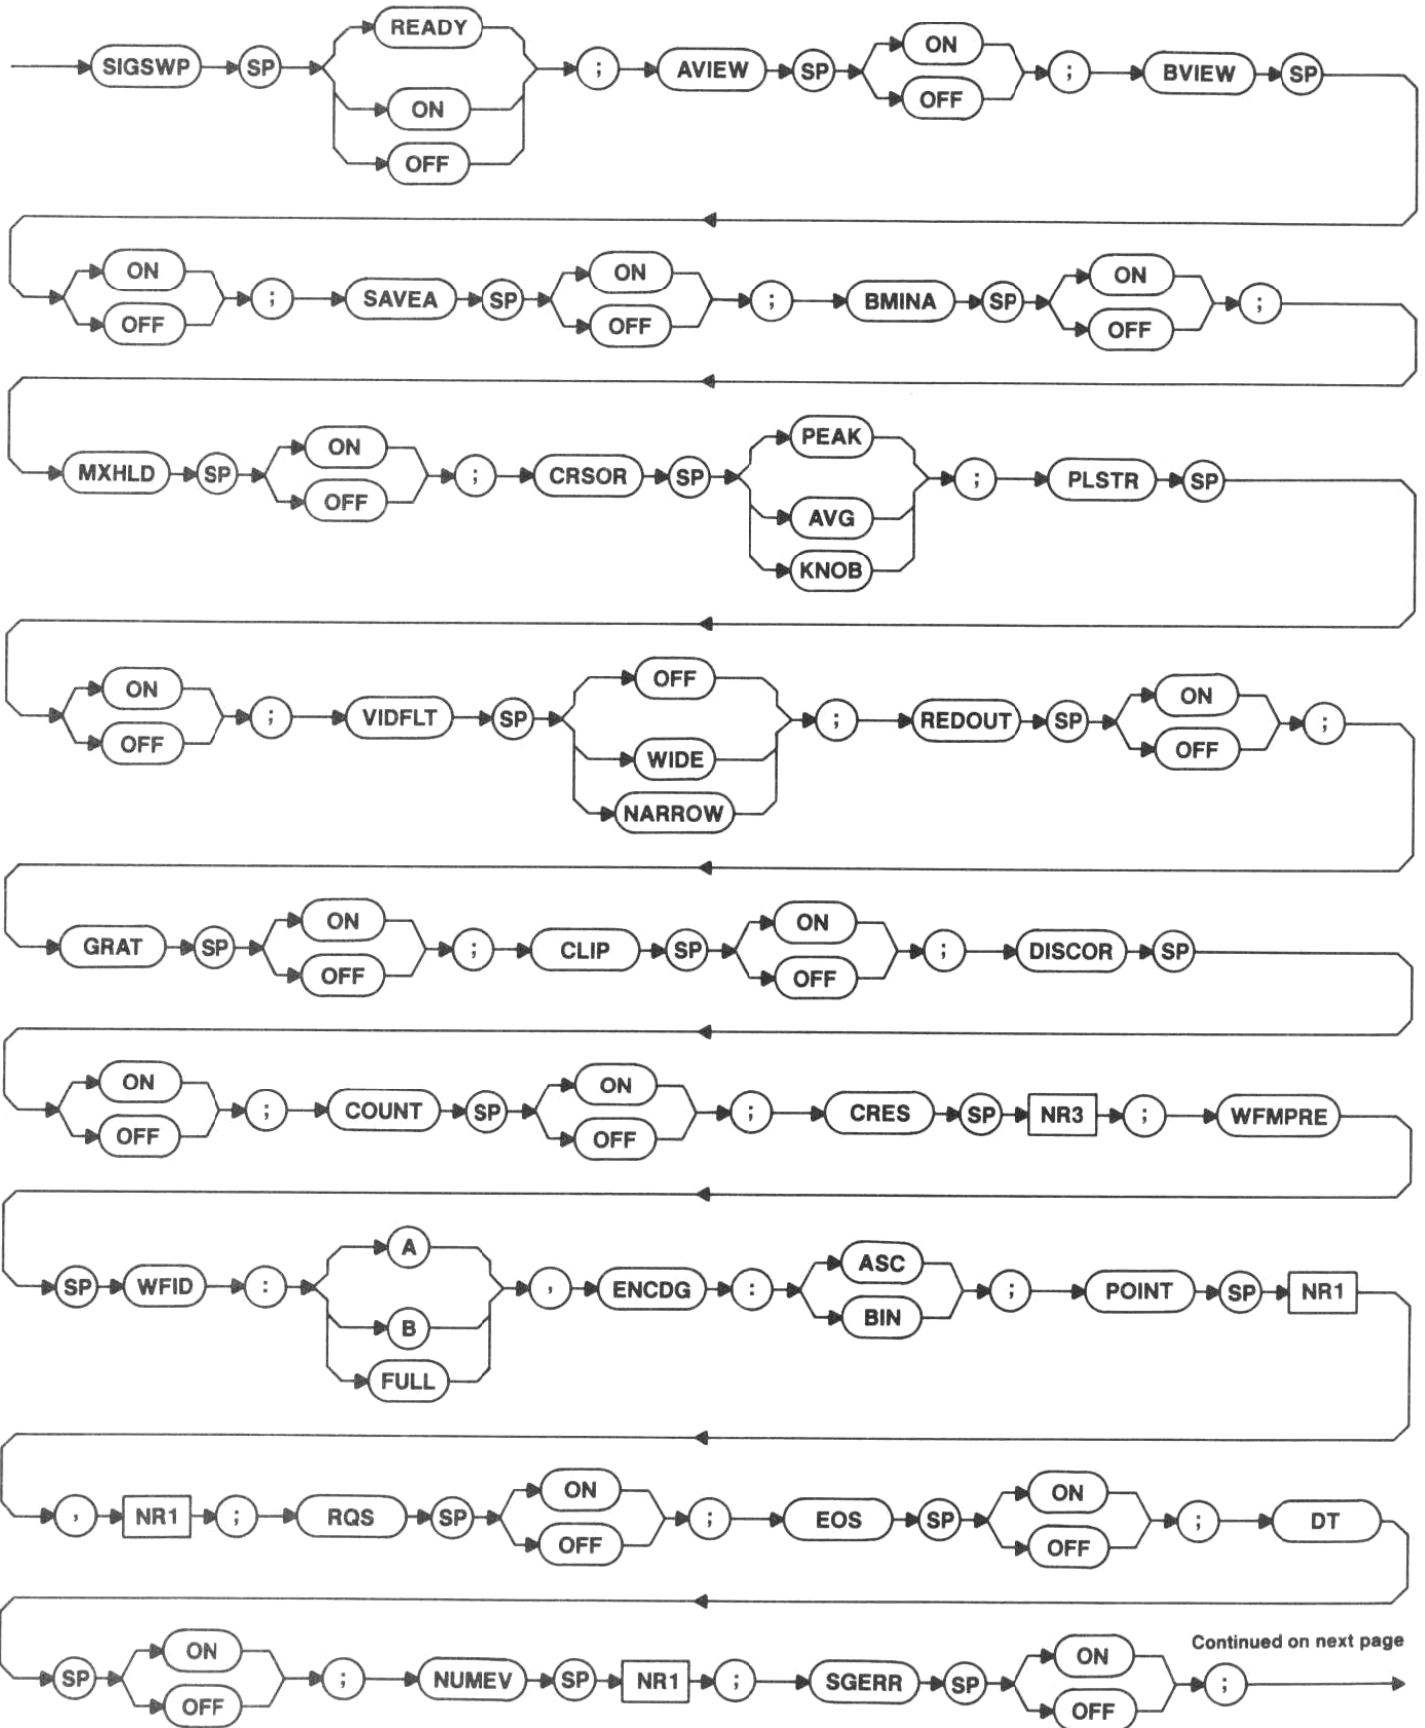 READY
SIGSWP SP ; AVIEW SP ON ; BVIEW SP
ON OFF
OFF
ON ON ON
; SAVEA SP ; BMINA SP ;
OFF OFF OFF
PEAK
ON
MXHLD SP ; CRSOR SP ; PLSTR SP
OFF AVG
KNOB
ON OFF ON
; VIDFLT SP ; REDOUT SP ;
OFF WIDE OFF
NARROW
ON ON
GRAT SP ; CLIP SP ; DISCOR SP
OFF OFF
ON ON
; COUNT SP ; CRES SP NR3 ; WFMPRE
OFF OFF
A ASC
SP WFID : , ENCDG : ; POINT SP NR1
B BIN
FULL
ON ON
, NR1 ; RQS SP ; EOS SP ; DT
OFF OFF
Continued on next page
ON ON
SP ; NUMEV SP NR1 ; SGERR SP ;
OFF OFF